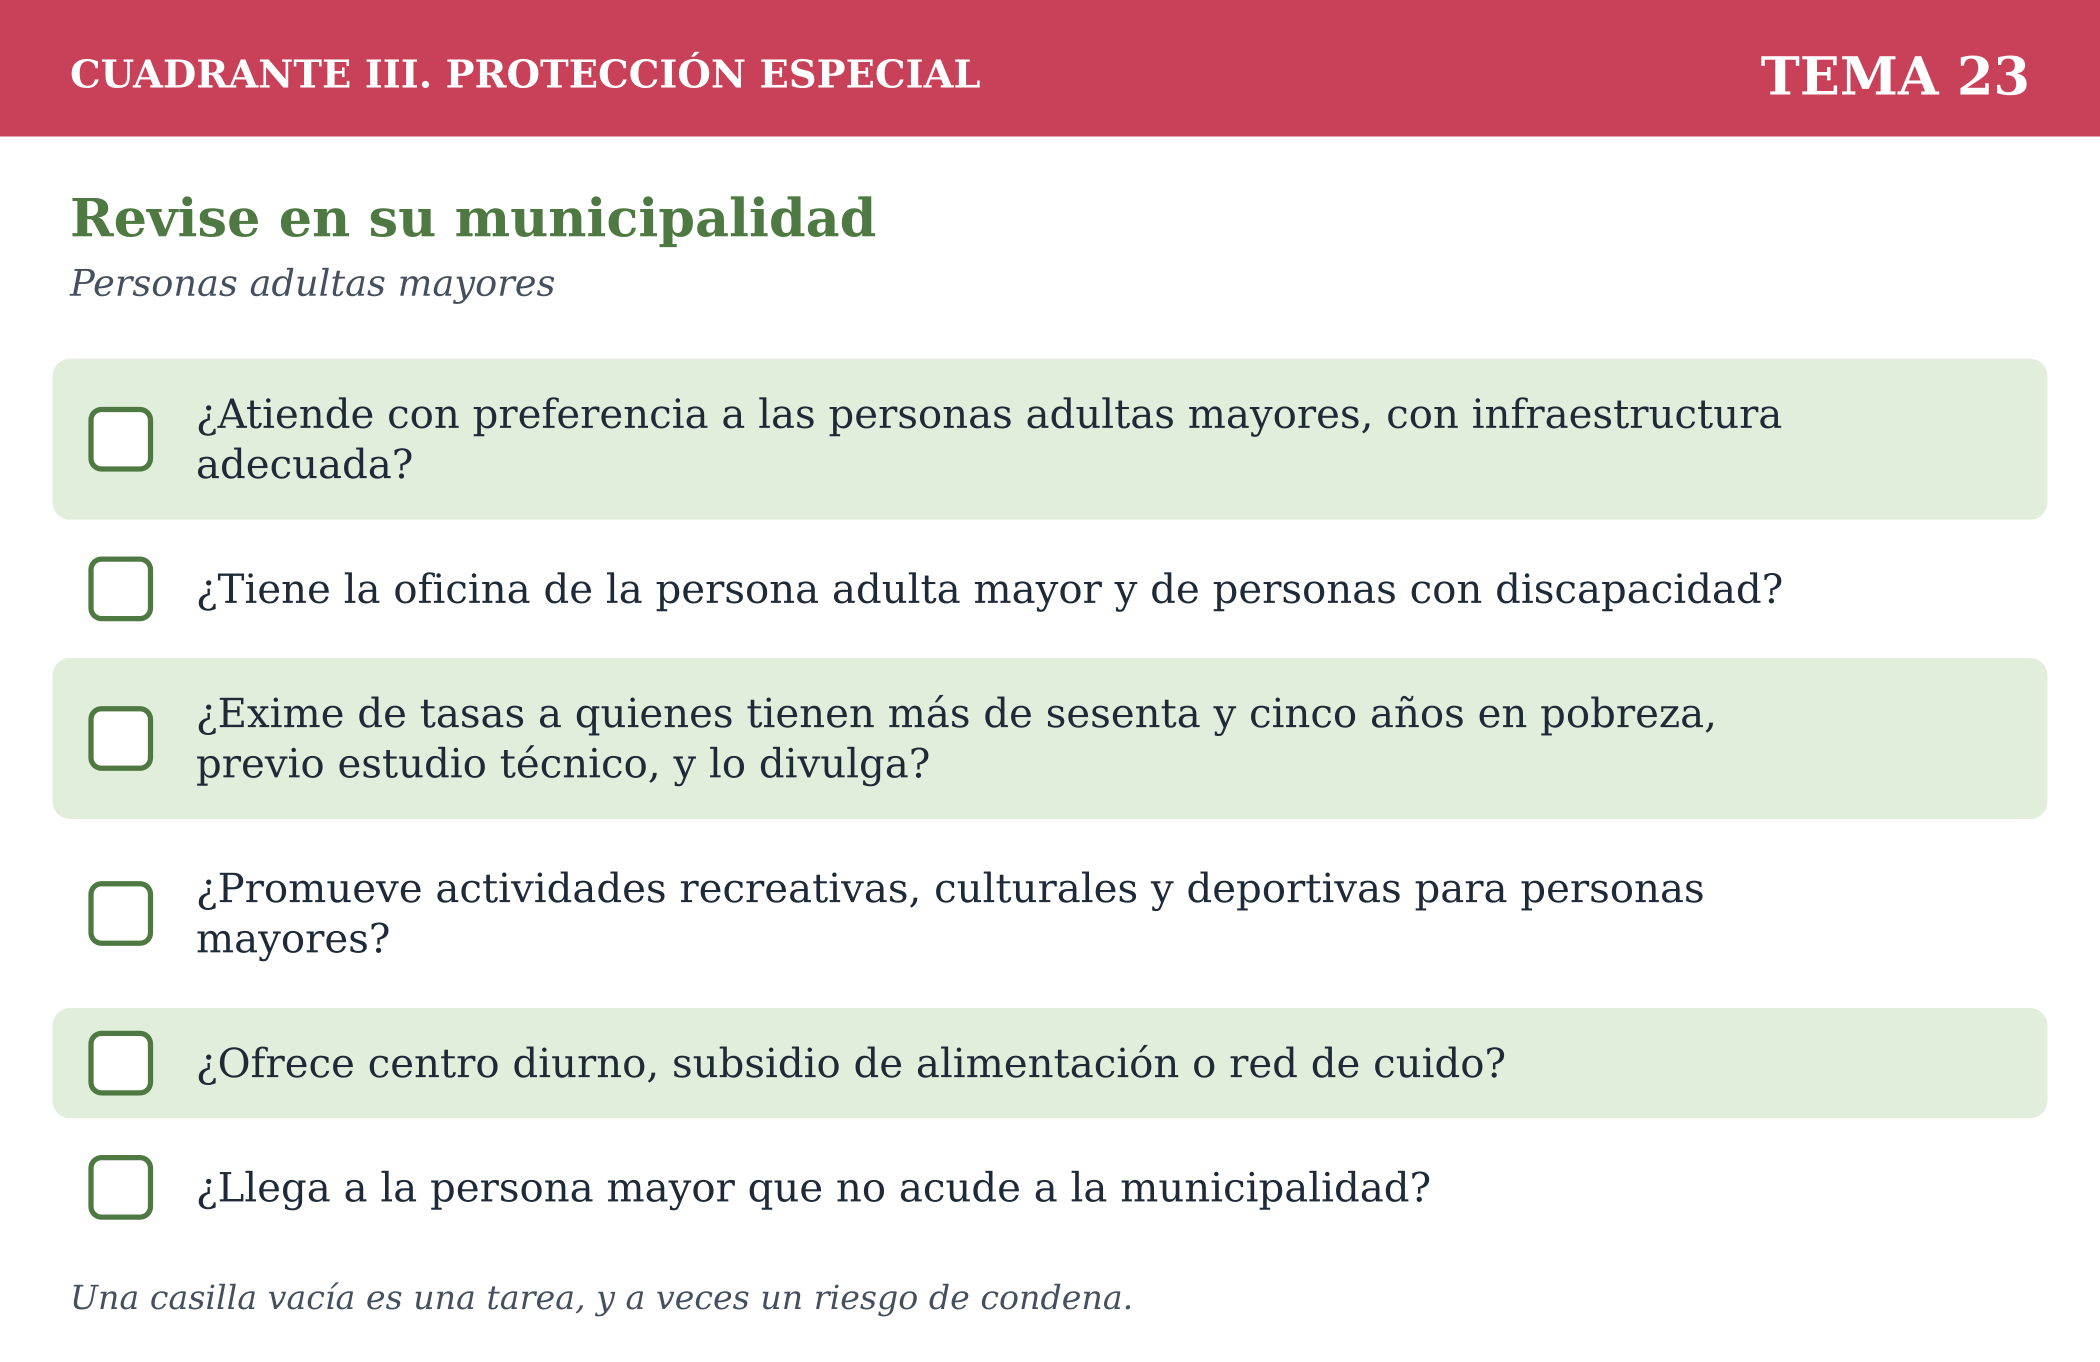 CUADRANTE III. PROTECCIÓN ESPECIAL
TEMA 23
Revise en su municipalidad
Personas adultas mayores
¿Atiende con preferencia a las personas adultas mayores, con infraestructura
adecuada?
¿Tiene la oficina de la persona adulta mayor y de personas con discapacidad?
¿Exime de tasas a quienes tienen más de sesenta y cinco años en pobreza,
previo estudio técnico, y lo divulga?
¿Promueve actividades recreativas, culturales y deportivas para personas
mayores?
¿Ofrece centro diurno, subsidio de alimentación o red de cuido?
¿Llega a la persona mayor que no acude a la municipalidad?
Una casilla vacía es una tarea, y a veces un riesgo de condena.